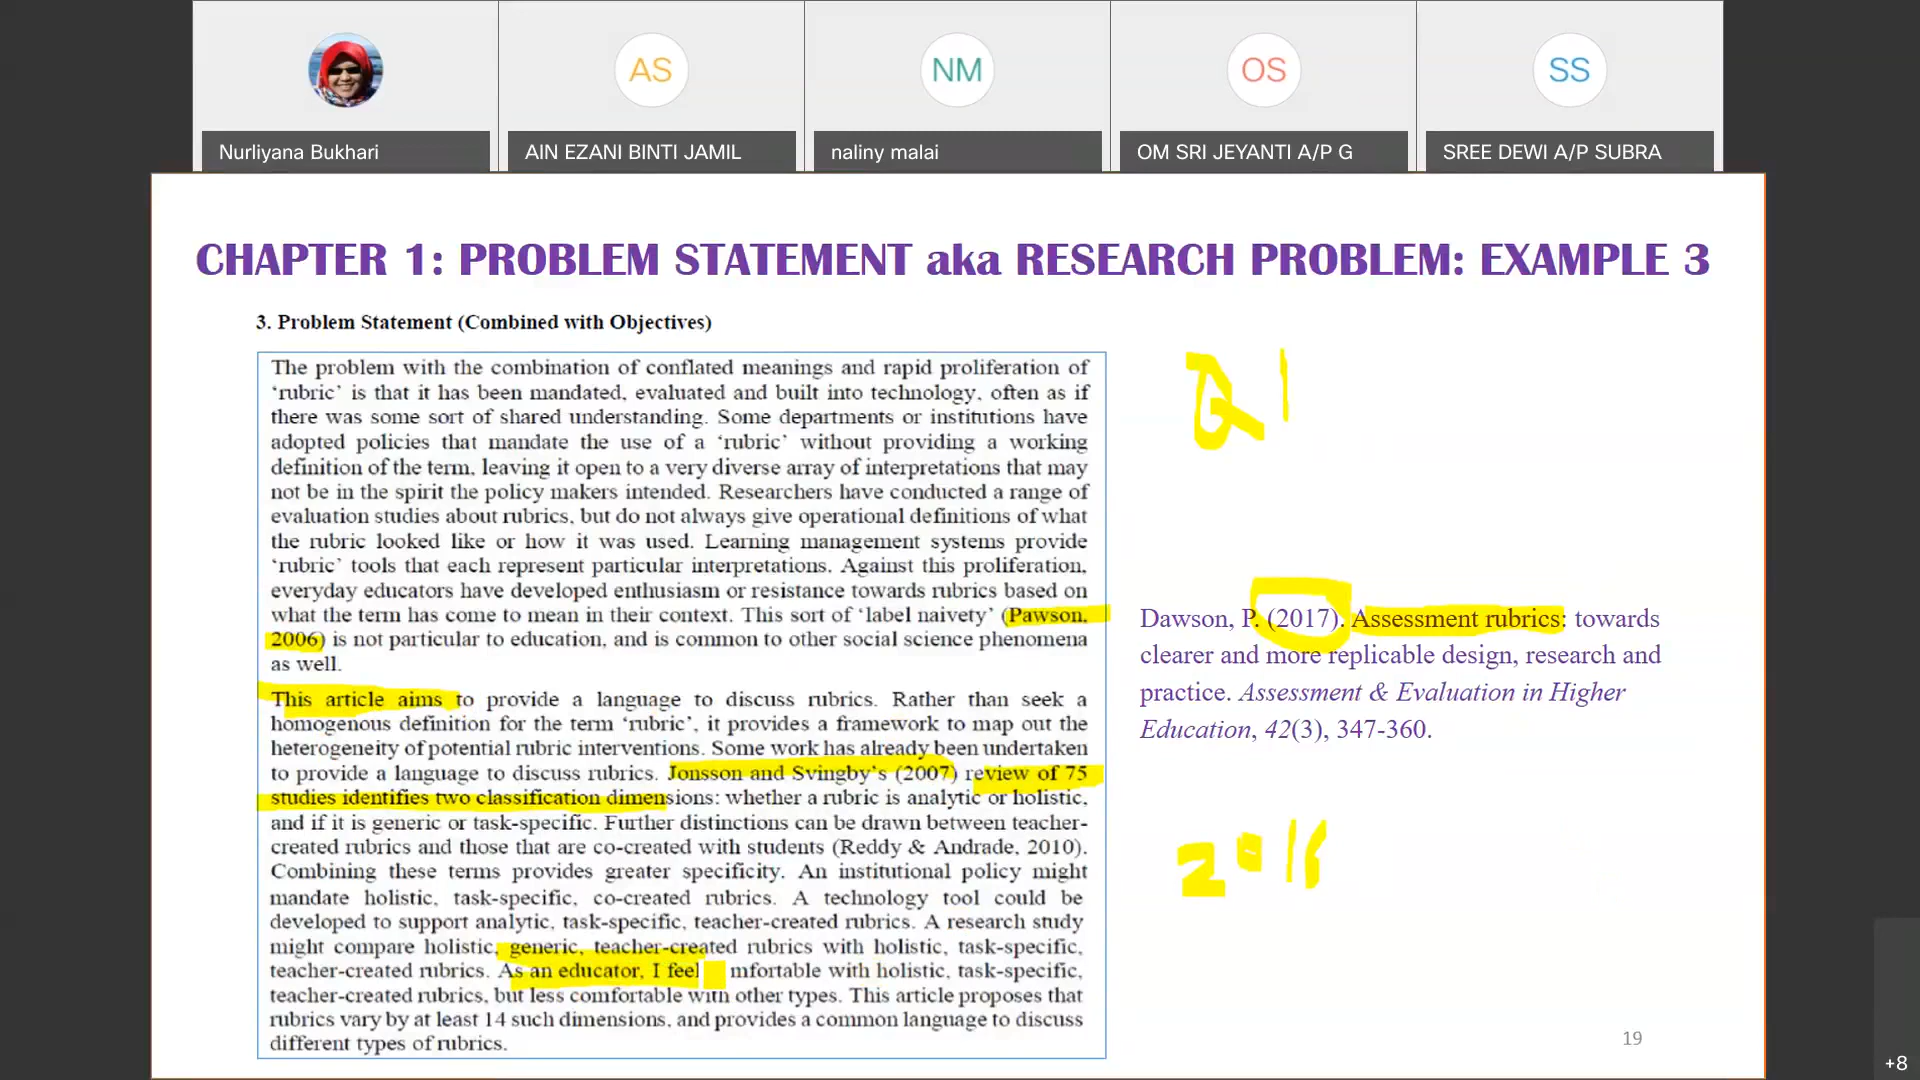 AS
NM
OS
SS
Nurliyana Bukhari
AIN EZANI BINTI JAMIL
naliny malai
OM SRI JEYANTI A/P G
SREE DEWI A/P SUBRA
CHAPTER 1: PROBLEM STATEMENT aka RESEARCH PROBLEM: EXAMPLE 3
3. Problem Statement (Combined with Objectives)
The problem with the combination of conflated meanings and rapid proliferation of
‘rubric’ is that it has been mandated, evaluated and built into technology, often as if
there was some sort of shared understanding. Some departments or institutions have
adopted policies that mandate the use of a ‘rubric’ without providing a working
definition of the term, leaving it open to a very diverse array of interpretations that may
not be in the spirit the policy makers intended. Researchers have conducted a range of
evaluation studies about rubrics, but do not always give operational definitions of what
the rubric looked like or how it was used. Learning management systems provide
‘rubric’ tools that each represent particular interpretations. Against this proliferation,
everyday educators have developed enthusiasm or resistance towards rubrics based on
what the term has come to mean in their context. This sort of ‘label naivety’ (Pawson,
2006) is not particular to education, and is common to other social science phenomena
as well.
This article aims to provide a language to discuss rubrics. Rather than seek a
homogenous definition for the term ‘rubric’, it provides a framework to map out the
heterogeneity of potential rubric interventions. Some work has already been undertaken
to provide a language to discuss rubrics. Jonsson and Svingby’s (2007) review of 75
studies identifies two classification dimensions: whether a rubric is analytic or holistic,
and if it is generic or task-specific. Further distinctions can be drawn between teacher-
created rubrics and those that are co-created with students (Reddy & Andrade, 2010).
Combining these terms provides greater specificity. An institutional policy might
mandate holistic, task-specific, co-created rubrics. A technology tool could be
developed to support analytic, task-specific, teacher-created rubrics. A research study
might compare holistic, generic, teacher-created rubrics with holistic, task-specific,
teacher-created rubrics. As an educator, I feel mfortable with holistic, task-specific,
teacher-created rubrics, but less comfortable with other types. This article proposes that
rubrics vary by at least 14 such dimensions, and provides a common language to discuss
different types of rubrics.
Dawson, P. (2017). Assessment rubrics: towards
clearer and more replicable design, research and
practice. Assessment & Evaluation in Higher
Education, 42(3), 347-360.
19
+8